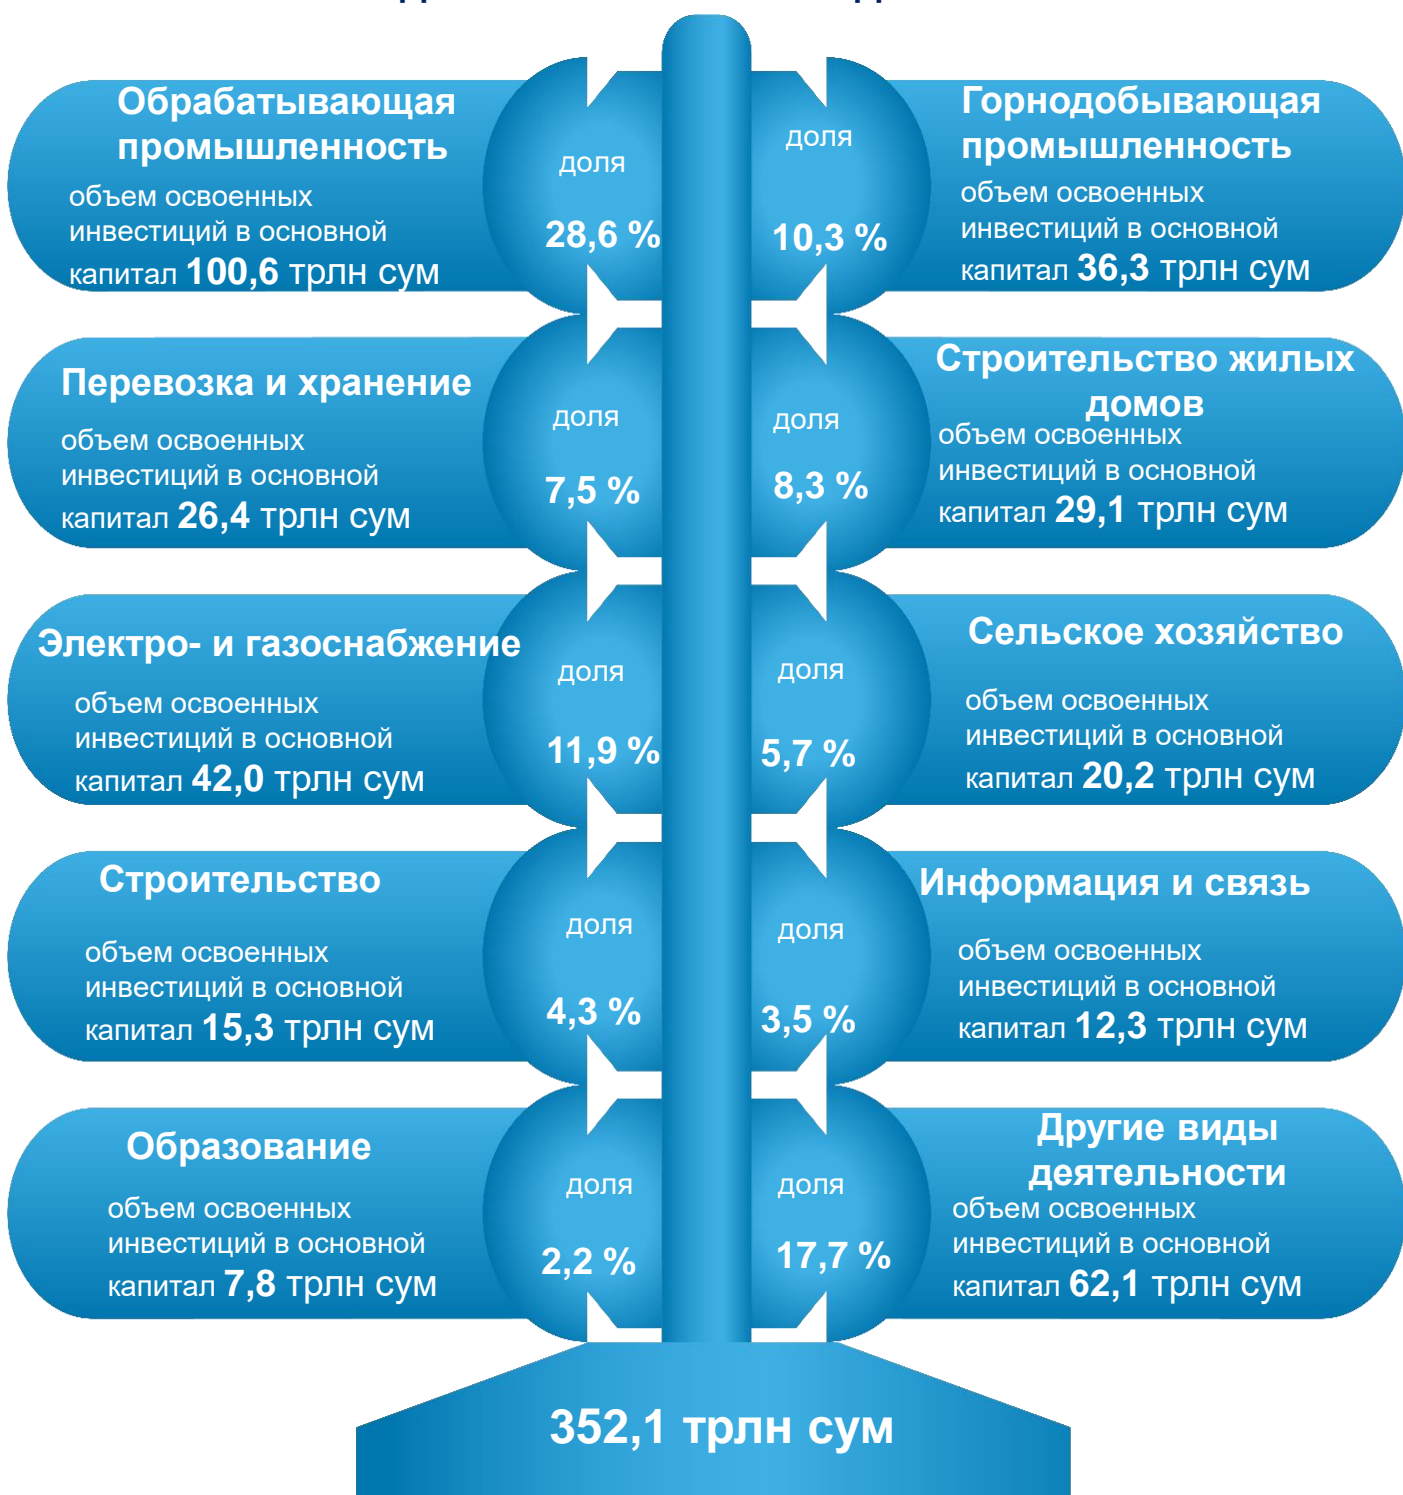 Обрабатывающая
промышленность
объем освоенных
инвестиций в основной
капитал 100,6 трлн сум
доля
28,6 %
доля
10,3 %
Горнодобывающая
промышленность
объем освоенных
инвестиций в основной
капитал 36,3 трлн сум
Перевозка и хранение
объем освоенных
инвестиций в основной
капитал 26,4 трлн сум
доля
7,5 %
доля
8,3 %
Строительство жилых
домов
объем освоенных
инвестиций в основной
капитал 29,1 трлн сум
Электро- и газоснабжение
объем освоенных
инвестиций в основной
капитал 42,0 трлн сум
доля
11,9 %
доля
5,7 %
Сельское хозяйство
объем освоенных
инвестиций в основной
капитал 20,2 трлн сум
Строительство
объем освоенных
инвестиций в основной
капитал 15,3 трлн сум
доля
4,3 %
доля
3,5 %
Информация и связь
объем освоенных
инвестиций в основной
капитал 12,3 трлн сум
Образование
объем освоенных
инвестиций в основной
капитал 7,8 трлн сум
доля
2,2 %
доля
17,7 %
Другие виды
деятельности
объем освоенных
инвестиций в основной
капитал 62,1 трлн сум
352,1 трлн сум